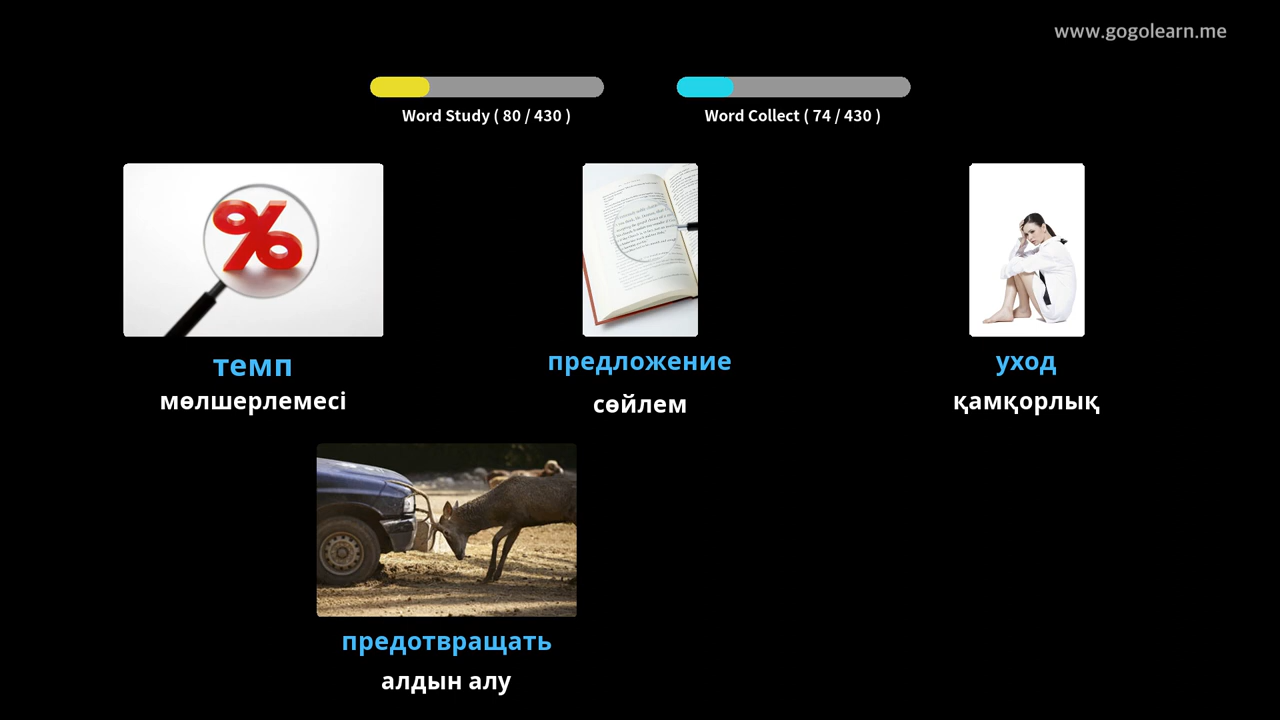 www.gogolearn.me
Word Study ( 80 / 430 )
Word Collect ( 74 / 430 )
темп
мөлшерлемесі
предложение
сөйлем
уход
қамқорлық
предотвращать
алдын алу